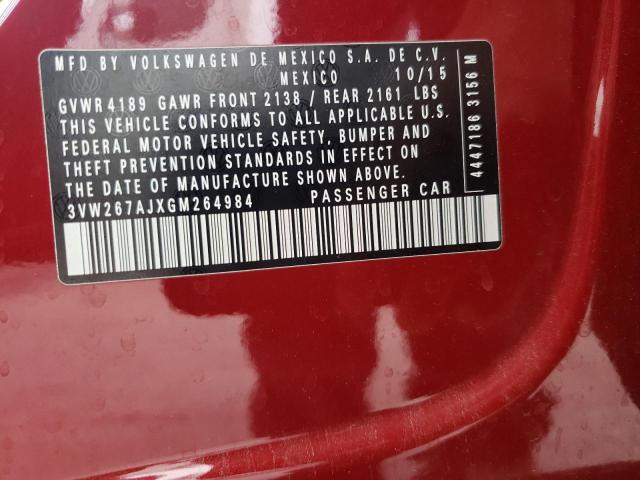 MFD BY VOLKSWAGEN DE MEXICO S.A. DE C.V.
MEXICO 10/15
GVWR 4189 GAWR FRONT 2138 / REAR 2161 LBS
THIS VEHICLE CONFORMS TO ALL APPLICABLE U.S.
FEDERAL MOTOR VEHICLE SAFETY, BUMPER AND
THEFT PREVENTION STANDARDS IN EFFECT ON
THE DATE OF MANUFACTURE SHOWN ABOVE.
3VW267AJXGM264984 PASSENGER CAR
4447186 3156 M